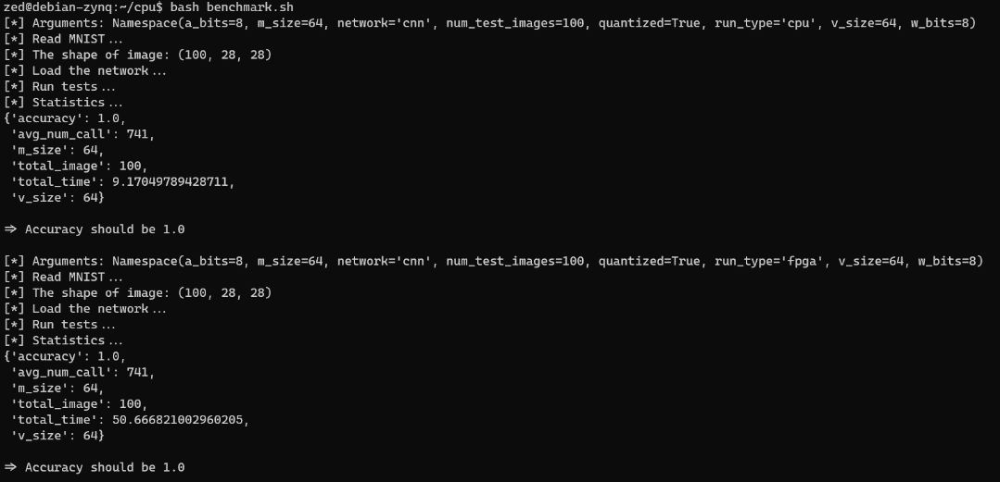 zed@debian-zynq:~/cpu$ bash benchmark.sh
[*] Arguments: Namespace(a_bits=8, m_size=64, network='cnn', num_test_images=100, quantized=True, run_type='cpu', v_size=64, w_bits=8)
[*] Read MNIST...
[*] The shape of image: (100, 28, 28)
[*] Load the network...
[*] Run tests...
[*] Statistics...
{'accuracy': 1.0,
 'avg_num_call': 741,
 'm_size': 64,
 'total_image': 100,
 'total_time': 9.17049789428711,
 'v_size': 64}
=> Accuracy should be 1.0
[*] Arguments: Namespace(a_bits=8, m_size=64, network='cnn', num_test_images=100, quantized=True, run_type='fpga', v_size=64, w_bits=8)
[*] Read MNIST...
[*] The shape of image: (100, 28, 28)
[*] Load the network...
[*] Run tests...
[*] Statistics...
{'accuracy': 1.0,
 'avg_num_call': 741,
 'm_size': 64,
 'total_image': 100,
 'total_time': 50.666821002960205,
 'v_size': 64}
=> Accuracy should be 1.0